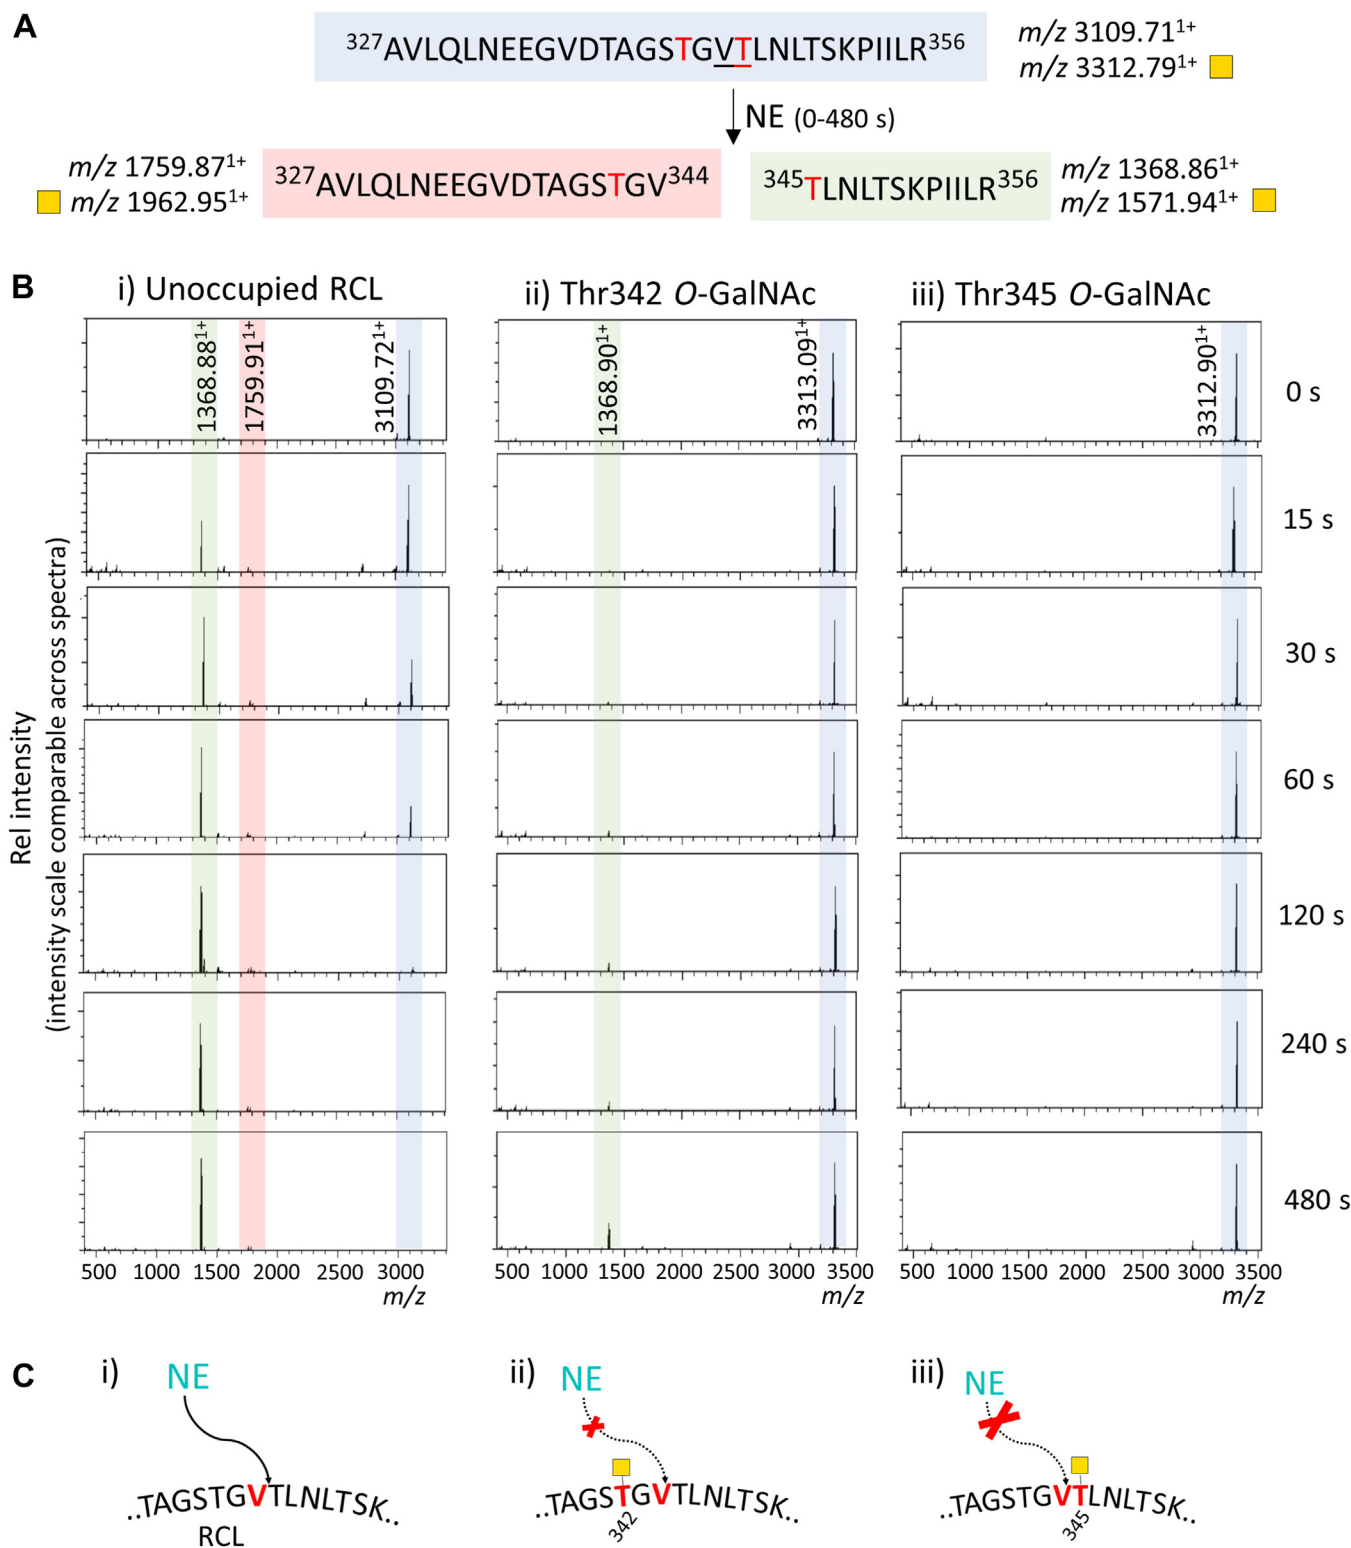 A
³²⁷AVLQLNEEGVDTAGSTGVTLNLTSKPIILR³⁵⁶
m/z 3109.71¹⁺
m/z 3312.79¹⁺
NE (0-480 s)
m/z 1759.87¹⁺
m/z 1962.95¹⁺
³²⁷AVLQLNEEGVDTAGSTGV³⁴⁴
³⁴⁵TLNLTSKPIILR³⁵⁶
m/z 1368.86¹⁺
m/z 1571.94¹⁺
B
i) Unoccupied RCL
ii) Thr342 O-GalNAc
iii) Thr345 O-GalNAc
1368.88¹⁺
1759.91¹⁺
3109.72¹⁺
1368.90¹⁺
3313.09¹⁺
3312.90¹⁺
0 s
15 s
30 s
60 s
120 s
240 s
480 s
Rel intensity
(intensity scale comparable across spectra)
500 1000 1500 2000 2500 3000
m/z
500 1000 1500 2000 2500 3000 3500
m/z
500 1000 1500 2000 2500 3000 3500
m/z
C
i)
NE
..TAGSTGVTLNLTSK..
RCL
ii)
NE
..TAGSTGVTLNLTSK..
342
iii)
NE
..TAGSTGVTLNLTSK..
345